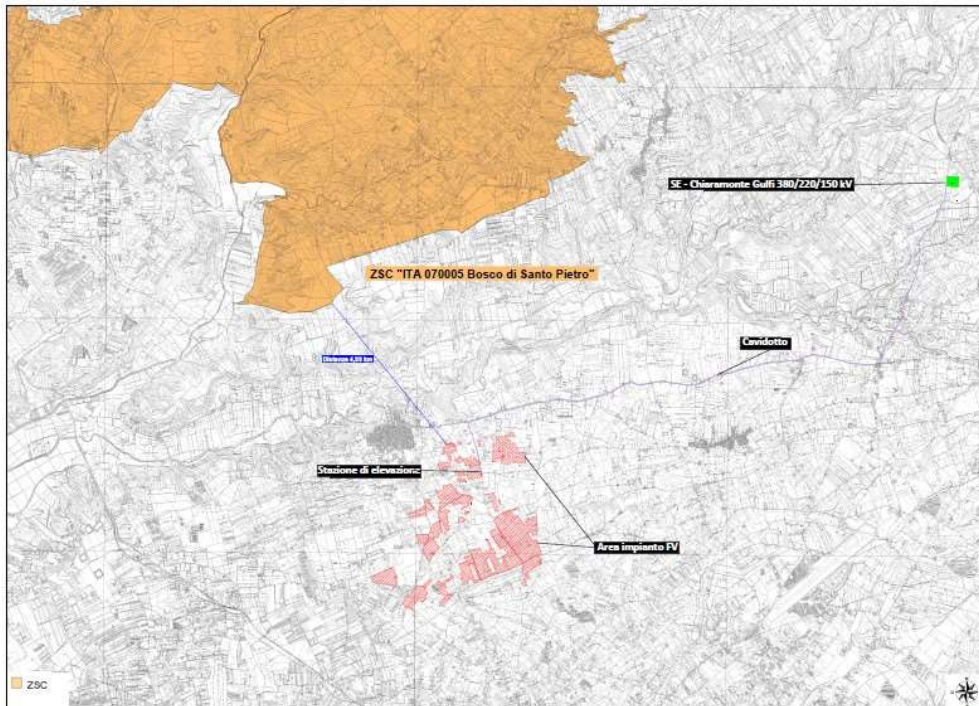 SE - Chiaramonte Gulfi 380/220/150 kV
ZSC "ITA 070005 Bosco di Santo Pietro"
Cavidotto
Stazione di elevazione
Area impianto FV
ZSC